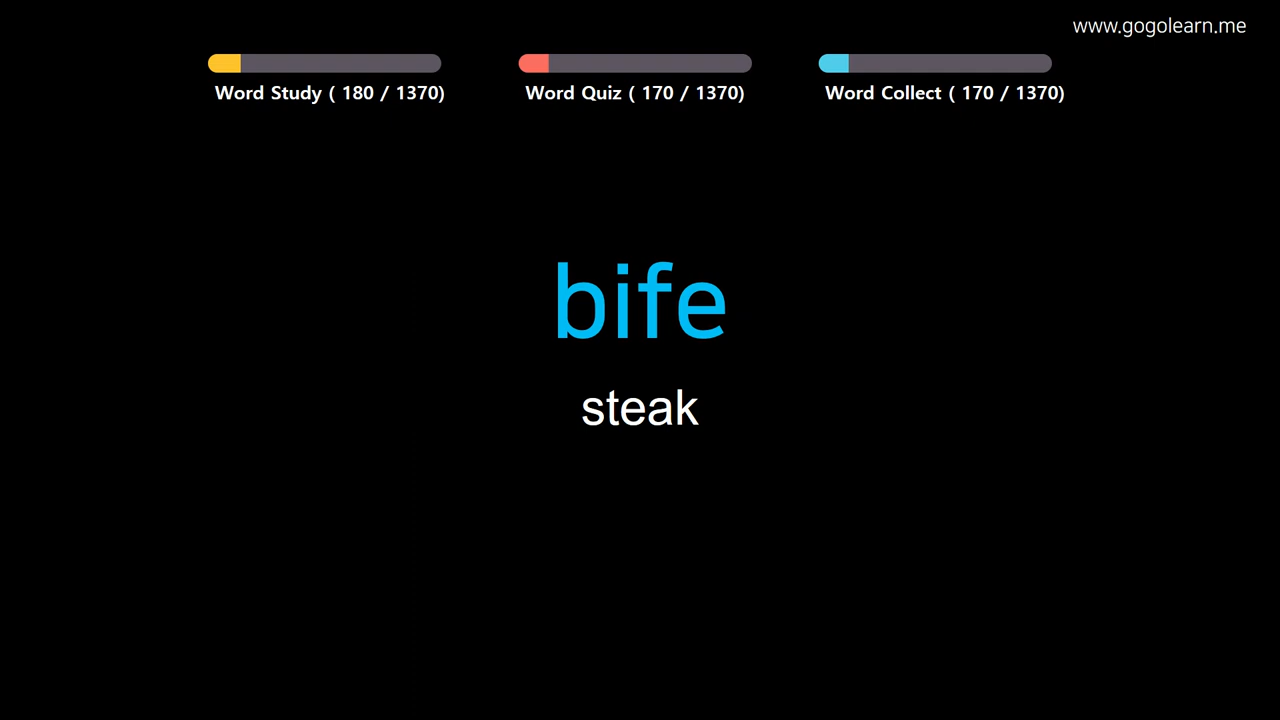 www.gogolearn.me
Word Study ( 180 / 1370)
Word Quiz ( 170 / 1370)
Word Collect ( 170 / 1370)
bife
steak